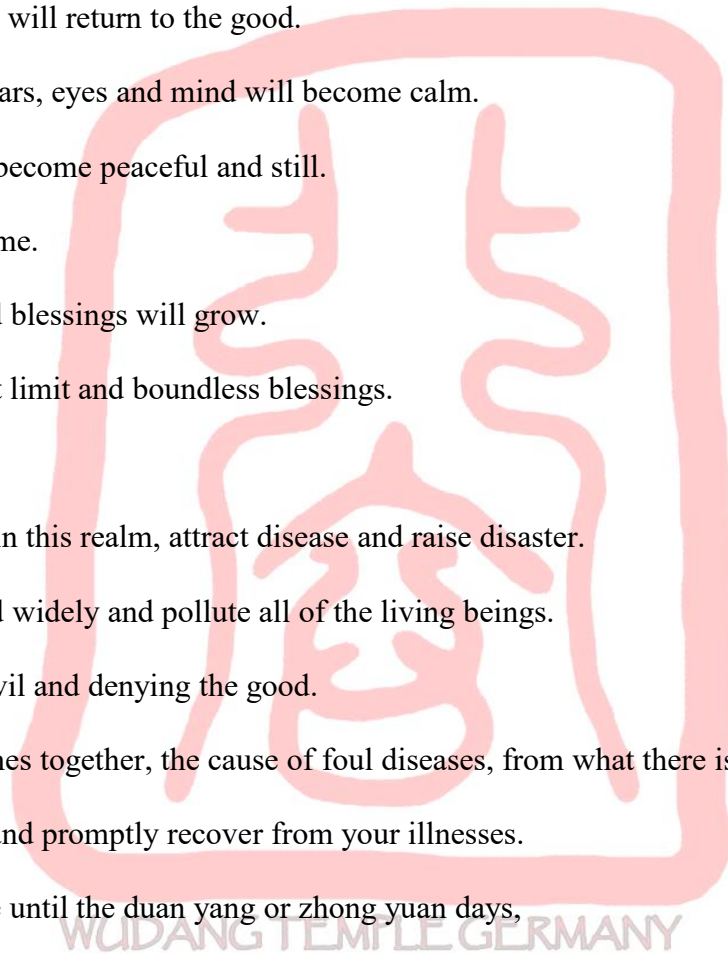 will return to the good.
ars, eyes and mind will become calm.
become peaceful and still.
me.
blessings will grow.
limit and boundless blessings.
in this realm, attract disease and raise disaster.
widely and pollute all of the living beings.
vil and denying the good.
nes together, the cause of foul diseases, from what there is
and promptly recover from your illnesses.
until the duan yang or zhong yuan days,
WUDANG TEMPLE GERMANY